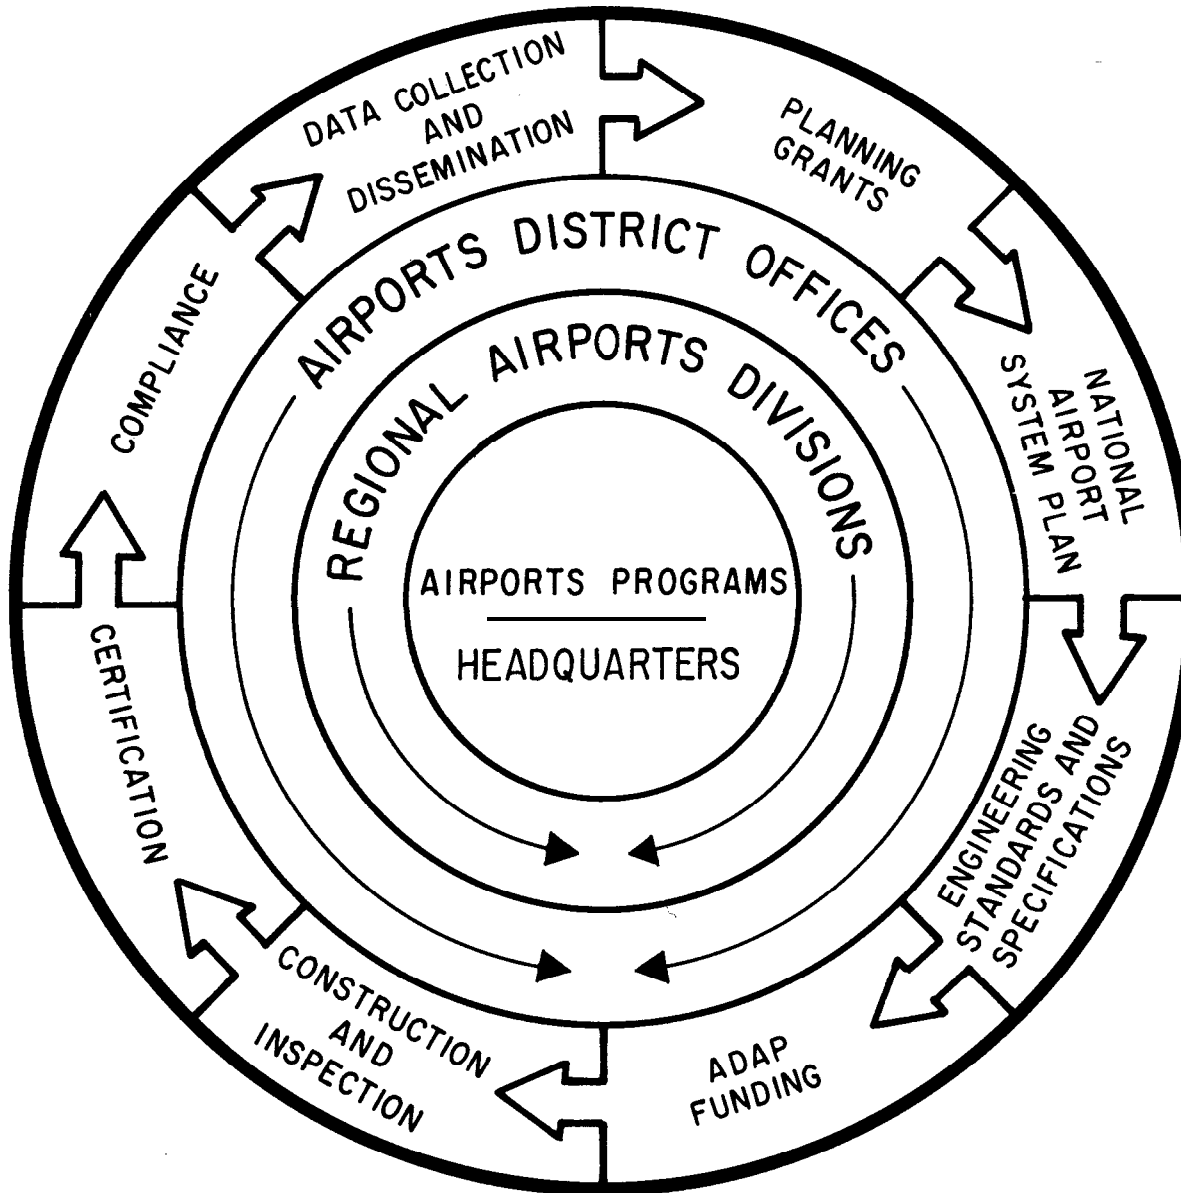 DATA COLLECTION
AND
DISSEMINATION
PLANNING
GRANTS
NATIONAL
AIRPORT
SYSTEM PLAN
ENGINEERING
STANDARDS AND
SPECIFICATIONS
ADAP
FUNDING
CONSTRUCTION
AND
INSPECTION
CERTIFICATION
COMPLIANCE
AIRPORTS DISTRICT OFFICES
REGIONAL AIRPORTS DIVISIONS
AIRPORTS PROGRAMS
HEADQUARTERS